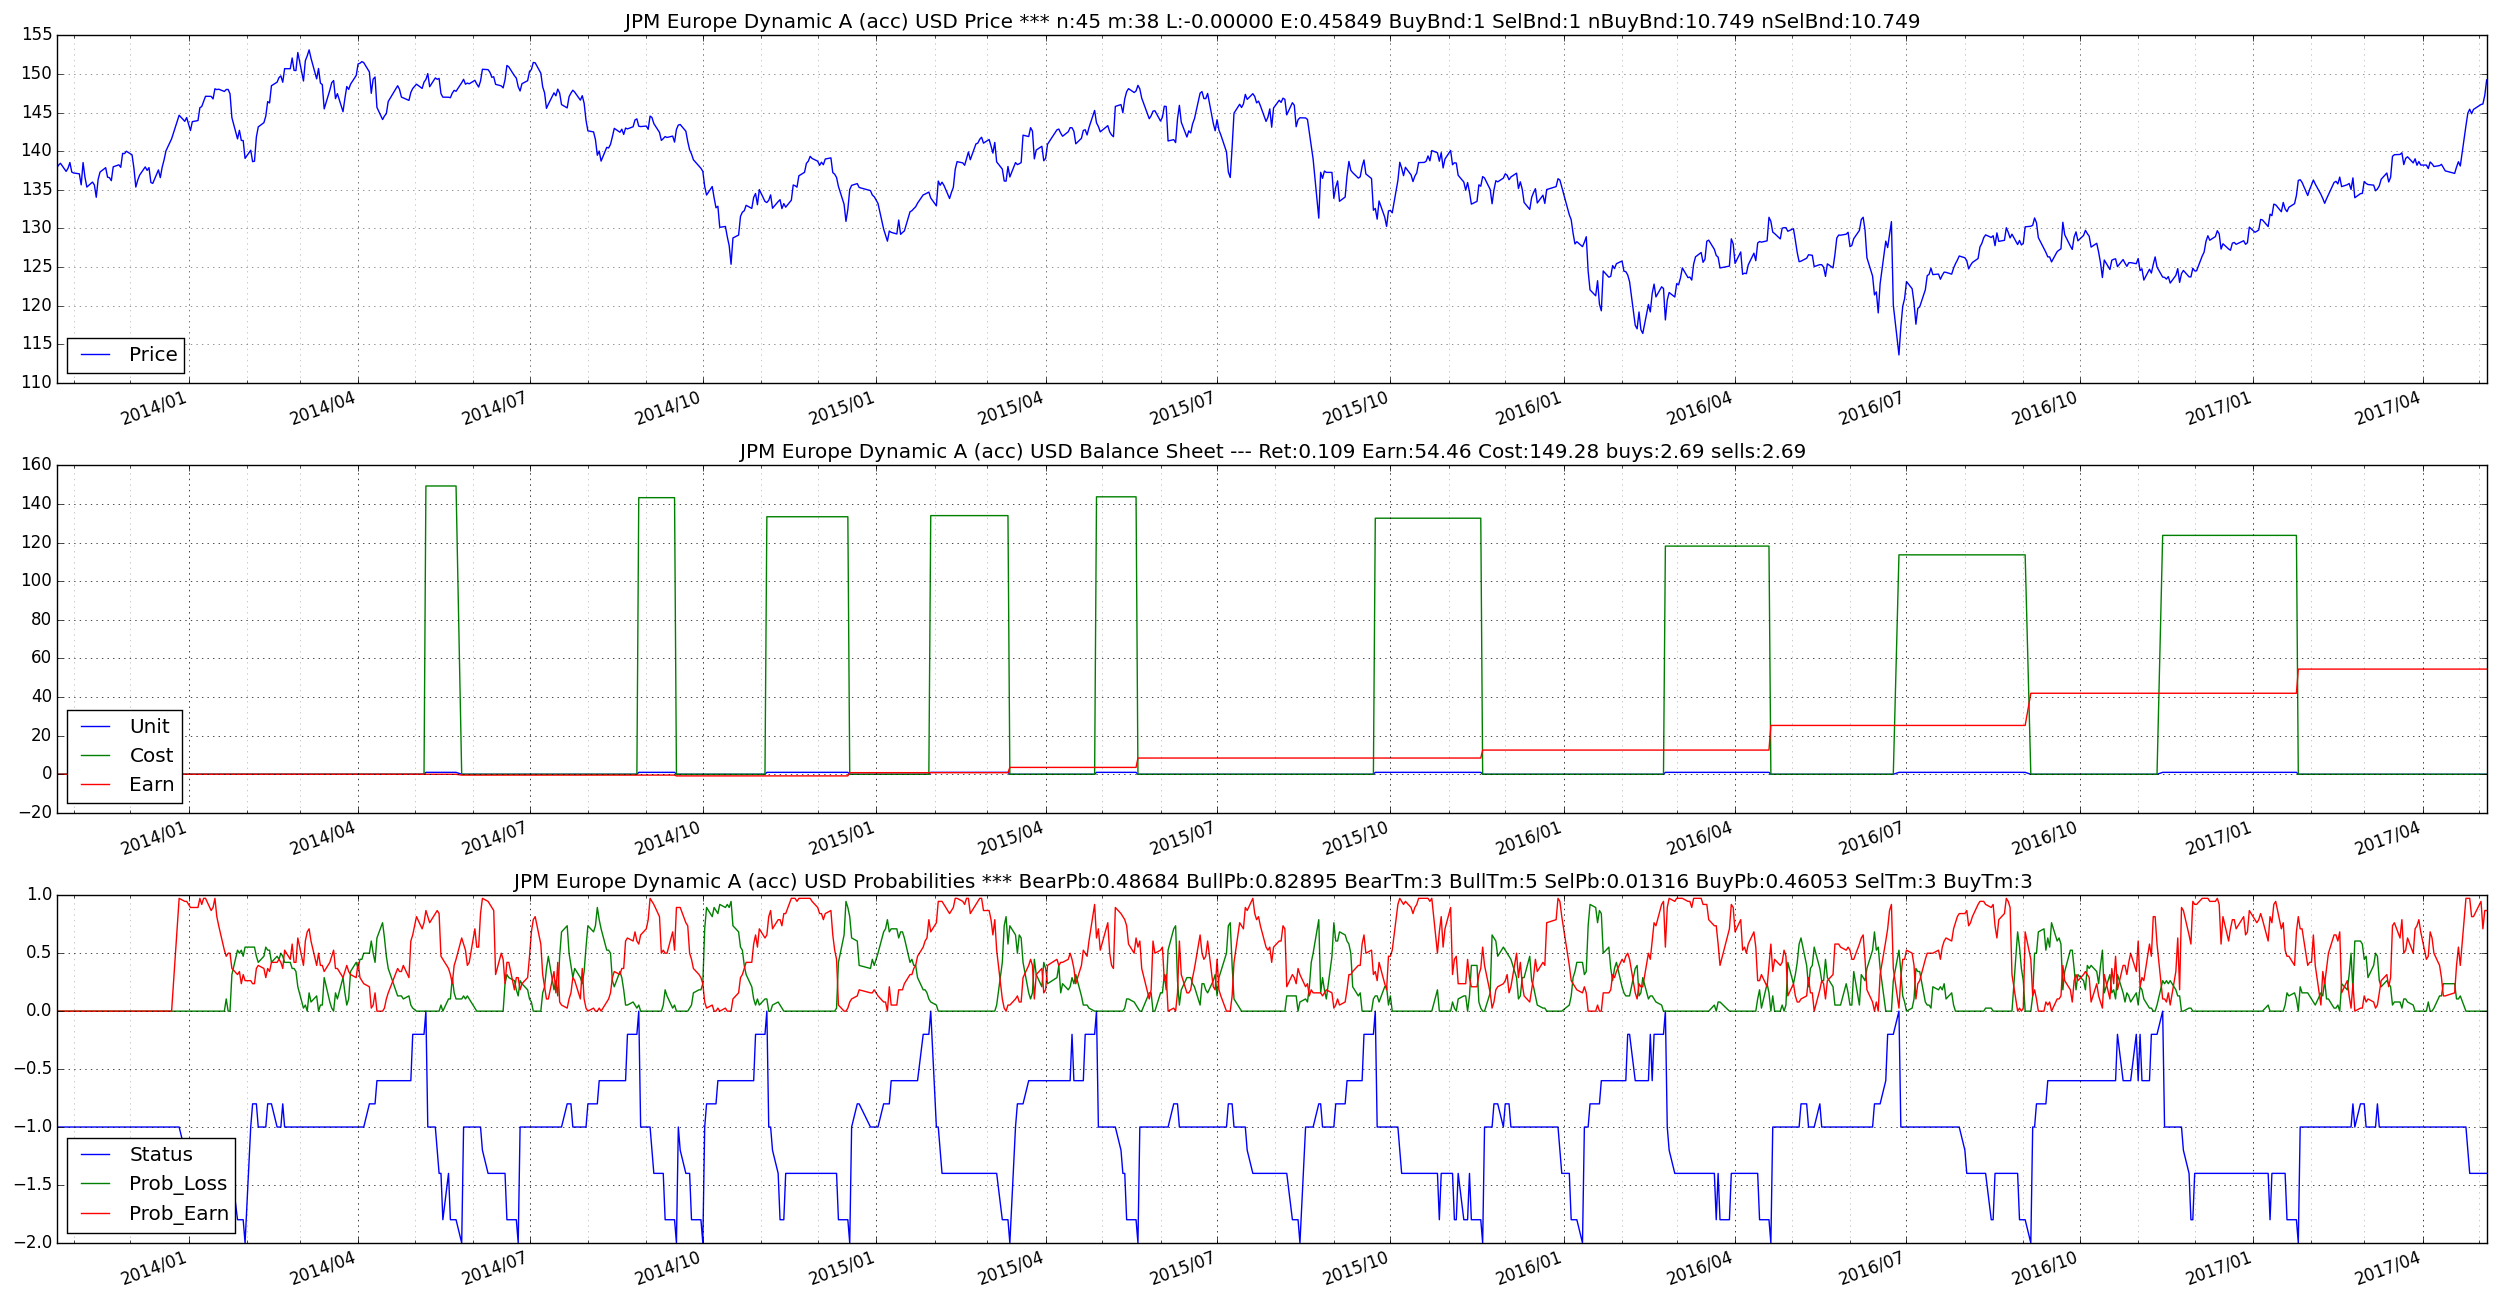 JPM Europe Dynamic A (acc) USD Price *** n:45 m:38 L:-0.00000 E:0.45849 BuyBnd:1 SelBnd:1 nBuyBnd:10.749 nSelBnd:10.749
155
150
145
140
135
130
125
120
115
110
Price
2014/01 2014/04 2014/07 2014/10 2015/01 2015/04 2015/07 2015/10 2016/01 2016/04 2016/07 2016/10 2017/01 2017/04
JPM Europe Dynamic A (acc) USD Balance Sheet --- Ret:0.109 Earn:54.46 Cost:149.28 buys:2.69 sells:2.69
160
140
120
100
80
60
40
20
0
−20
Unit
Cost
Earn
2014/01 2014/04 2014/07 2014/10 2015/01 2015/04 2015/07 2015/10 2016/01 2016/04 2016/07 2016/10 2017/01 2017/04
JPM Europe Dynamic A (acc) USD Probabilities *** BearPb:0.48684 BullPb:0.82895 BearTm:3 BullTm:5 SelPb:0.01316 BuyPb:0.46053 SelTm:3 BuyTm:3
1.0
0.5
0.0
−0.5
−1.0
−1.5
−2.0
Status
Prob_Loss
Prob_Earn
2014/01 2014/04 2014/07 2014/10 2015/01 2015/04 2015/07 2015/10 2016/01 2016/04 2016/07 2016/10 2017/01 2017/04